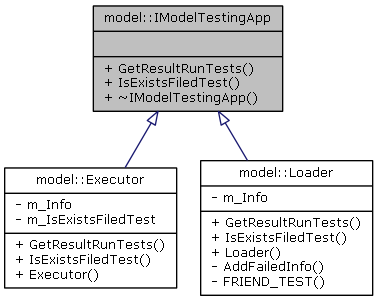 model::IModelTestingApp
+ GetResultRunTests()
+ IsExistsFiledTest()
+ ~IModelTestingApp()
model::Executor
- m_Info
- m_IsExistsFiledTest
+ GetResultRunTests()
+ IsExistsFiledTest()
+ Executor()
model::Loader
- m_Info
+ GetResultRunTests()
+ IsExistsFiledTest()
+ Loader()
- AddFailedInfo()
- FRIEND_TEST()